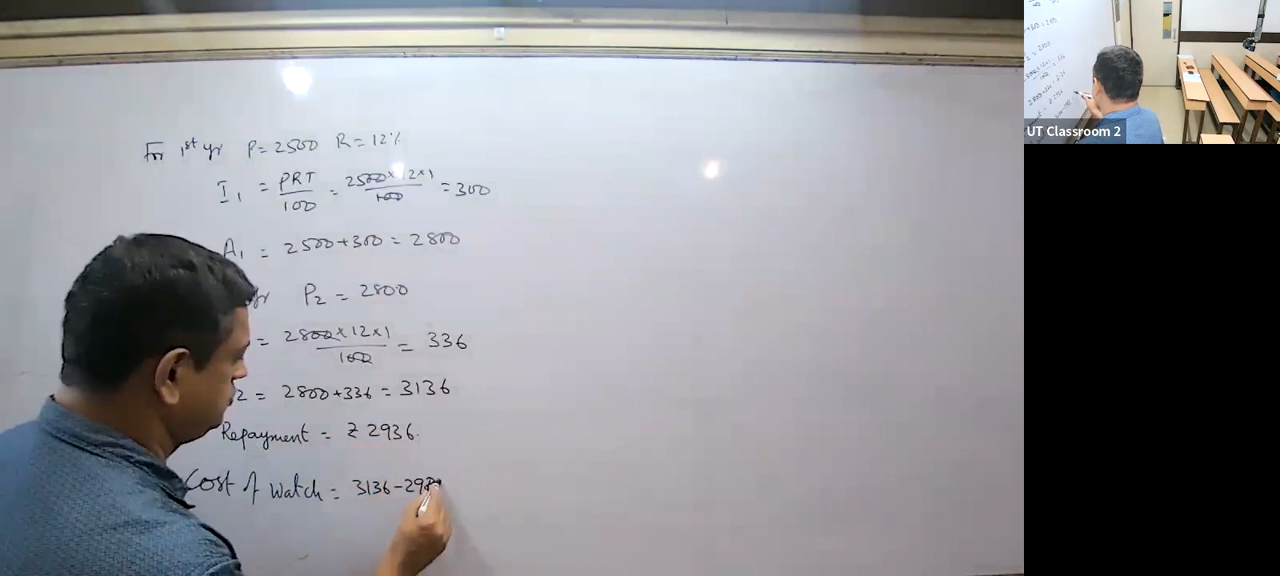 For 1st yr P = 2500 R = 12%
I1 = PRT/100 = 2500 × 12 × 1/100 = 300
A1 = 2500 + 300 = 2800
yr P2 = 2800
= 2800 × 12 × 1/100 = 336
2 = 2800 + 336 = 3136
Repayment = ₹ 2936.
Cost of Watch = 3136 - 29
UT Classroom 2